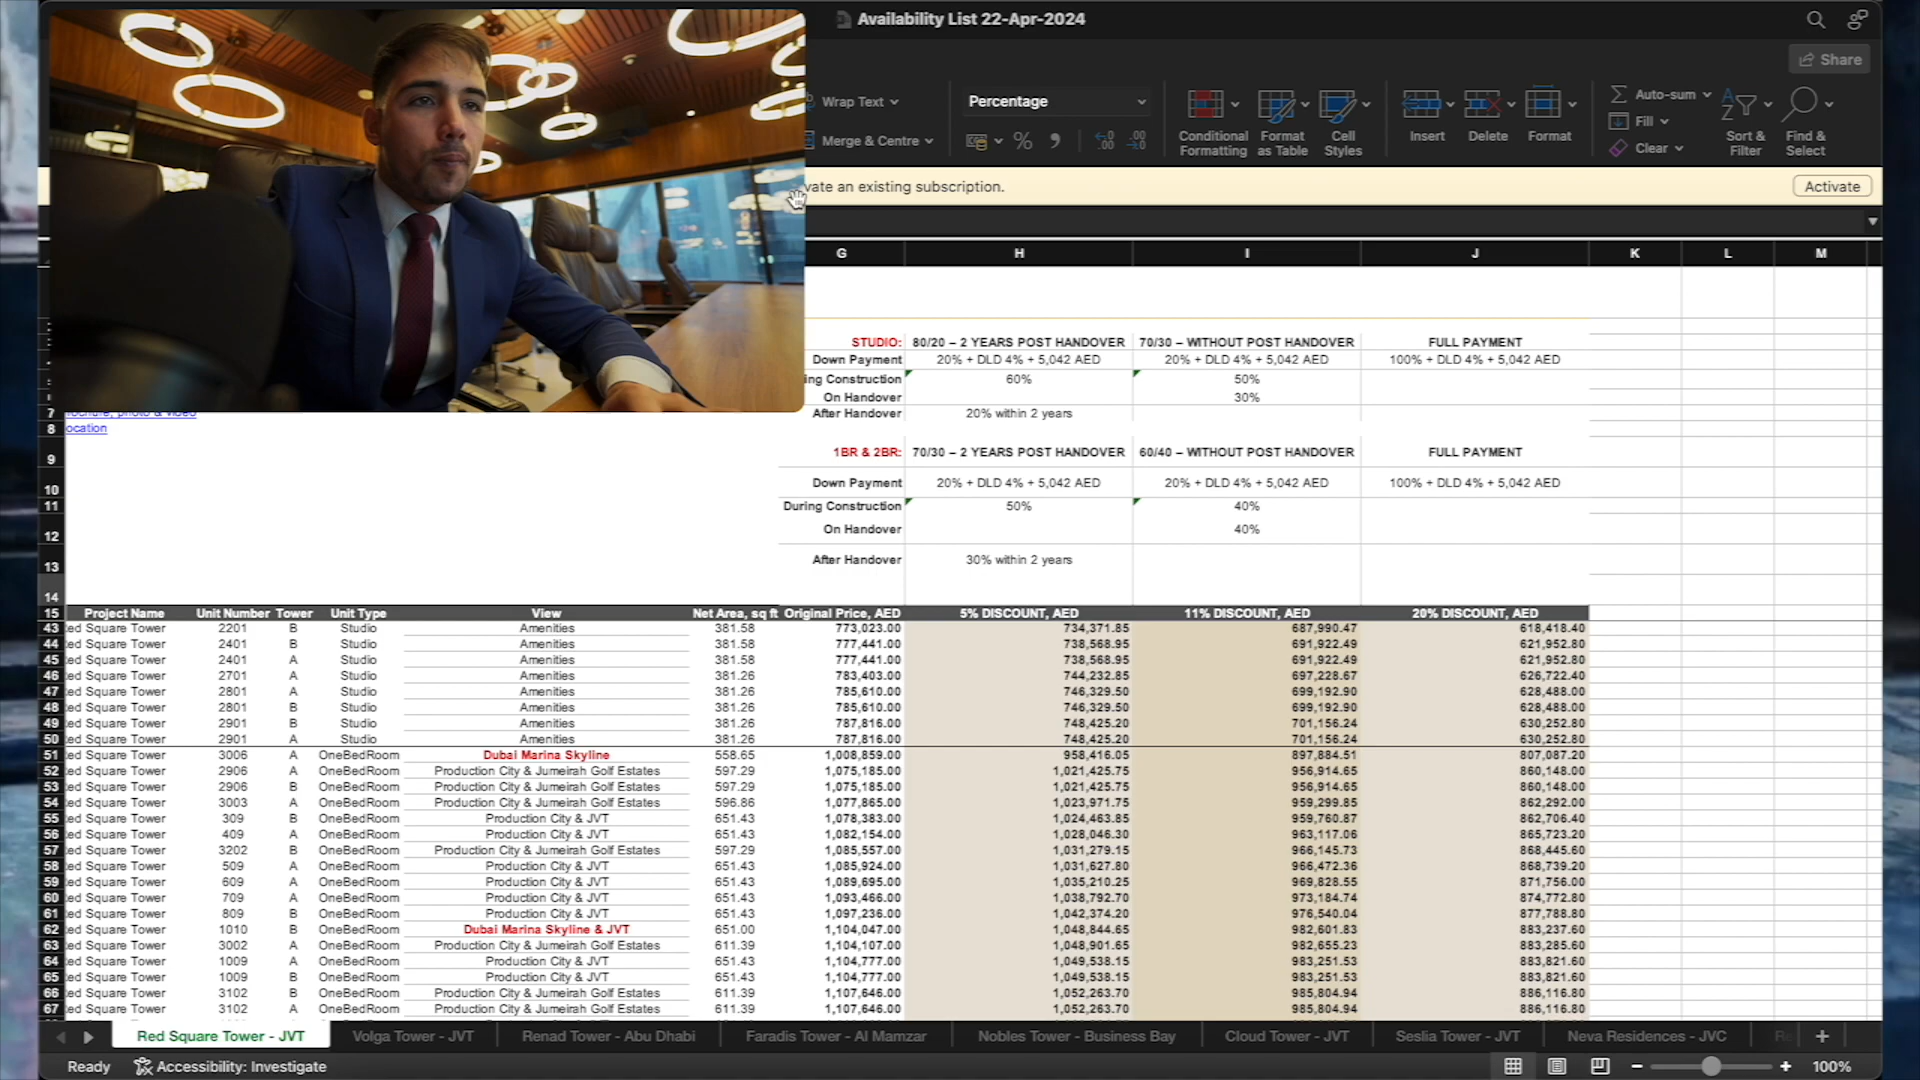 Availability List 22-Apr-2024
Share
Wrap Text
Percentage
Auto-sum
Fill
Clear
Merge & Centre
Conditional Formatting
Format as Table
Cell Styles
Insert
Delete
Format
Sort & Filter
Find & Select
vate an existing subscription.
Activate
G H I J K L M
STUDIO: 80/20 – 2 YEARS POST HANDOVER 70/30 – WITHOUT POST HANDOVER FULL PAYMENT
Down Payment 20% + DLD 4% + 5,042 AED 20% + DLD 4% + 5,042 AED 100% + DLD 4% + 5,042 AED
ing Construction 60% 50%
On Handover 30%
7 After Handover 20% within 2 years
8 ocation
9 1BR & 2BR: 70/30 – 2 YEARS POST HANDOVER 60/40 – WITHOUT POST HANDOVER FULL PAYMENT
10 Down Payment 20% + DLD 4% + 5,042 AED 20% + DLD 4% + 5,042 AED 100% + DLD 4% + 5,042 AED
11 During Construction 50% 40%
12 On Handover 40%
13 After Handover 30% within 2 years
14
15 Project Name Unit Number Tower Unit Type View Net Area, sq ft Original Price, AED 5% DISCOUNT, AED 11% DISCOUNT, AED 20% DISCOUNT, AED
43 ed Square Tower 2201 B Studio Amenities 381.58 773,023.00 734,371.85 687,990.47 618,418.40
44 ed Square Tower 2401 B Studio Amenities 381.58 777,441.00 738,568.95 691,922.49 621,952.80
45 ed Square Tower 2401 A Studio Amenities 381.58 777,441.00 738,568.95 691,922.49 621,952.80
46 ed Square Tower 2701 A Studio Amenities 381.26 783,403.00 744,232.85 697,228.67 626,722.40
47 ed Square Tower 2801 A Studio Amenities 381.26 785,610.00 746,329.50 699,192.90 628,488.00
48 ed Square Tower 2801 B Studio Amenities 381.26 785,610.00 746,329.50 699,192.90 628,488.00
49 ed Square Tower 2901 B Studio Amenities 381.26 787,816.00 748,425.20 701,156.24 630,252.80
50 ed Square Tower 2901 A Studio Amenities 381.26 787,816.00 748,425.20 701,156.24 630,252.80
51 ed Square Tower 3006 A OneBedRoom Dubai Marina Skyline 558.65 1,008,859.00 958,416.05 897,884.51 807,087.20
52 ed Square Tower 2906 A OneBedRoom Production City & Jumeirah Golf Estates 597.29 1,075,185.00 1,021,425.75 956,914.65 860,148.00
53 ed Square Tower 2906 B OneBedRoom Production City & Jumeirah Golf Estates 597.29 1,075,185.00 1,021,425.75 956,914.65 860,148.00
54 ed Square Tower 3003 A OneBedRoom Production City & Jumeirah Golf Estates 596.86 1,077,865.00 1,023,971.75 959,299.85 862,292.00
55 ed Square Tower 309 B OneBedRoom Production City & JVT 651.43 1,078,383.00 1,024,463.85 959,760.87 862,706.40
56 ed Square Tower 409 A OneBedRoom Production City & JVT 651.43 1,082,154.00 1,028,046.30 963,117.06 865,723.20
57 ed Square Tower 3202 B OneBedRoom Production City & Jumeirah Golf Estates 597.29 1,085,557.00 1,031,279.15 966,145.73 868,445.60
58 ed Square Tower 509 A OneBedRoom Production City & JVT 651.43 1,085,924.00 1,031,627.80 966,472.36 868,739.20
59 ed Square Tower 609 A OneBedRoom Production City & JVT 651.43 1,089,695.00 1,035,210.25 969,828.55 871,756.00
60 ed Square Tower 709 A OneBedRoom Production City & JVT 651.43 1,093,466.00 1,038,792.70 973,184.74 874,772.80
61 ed Square Tower 809 B OneBedRoom Production City & JVT 651.43 1,097,236.00 1,042,374.20 976,540.04 877,788.80
62 ed Square Tower 1010 B OneBedRoom Dubai Marina Skyline & JVT 651.00 1,104,047.00 1,048,844.65 982,601.83 883,237.60
63 ed Square Tower 3002 A OneBedRoom Production City & Jumeirah Golf Estates 611.39 1,104,107.00 1,048,901.65 982,655.23 883,285.60
64 ed Square Tower 1009 A OneBedRoom Production City & JVT 651.43 1,104,777.00 1,049,538.15 983,251.53 883,821.60
65 ed Square Tower 1009 B OneBedRoom Production City & JVT 651.43 1,104,777.00 1,049,538.15 983,251.53 883,821.60
66 ed Square Tower 3102 B OneBedRoom Production City & Jumeirah Golf Estates 611.39 1,107,646.00 1,052,263.70 985,804.94 886,116.80
67 ed Square Tower 3102 A OneBedRoom Production City & Jumeirah Golf Estates 611.39 1,107,646.00 1,052,263.70 985,804.94 886,116.80
Red Square Tower - JVT Volga Tower - JVT Renad Tower - Abu Dhabi Faradis Tower - Al Mamzar Nobles Tower - Business Bay Cloud Tower - JVT Seslia Tower - JVT Neva Residences - JVC
Ready Accessibility: Investigate 100%